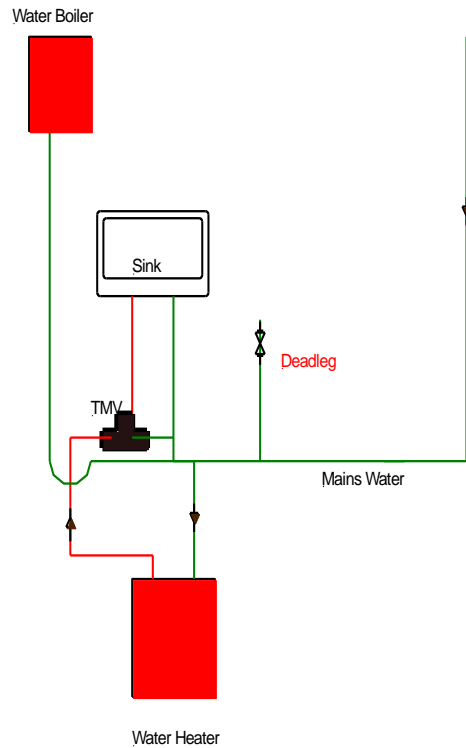 Water Boiler
Sink
Deadleg
TMV
Mains Water
Water Heater